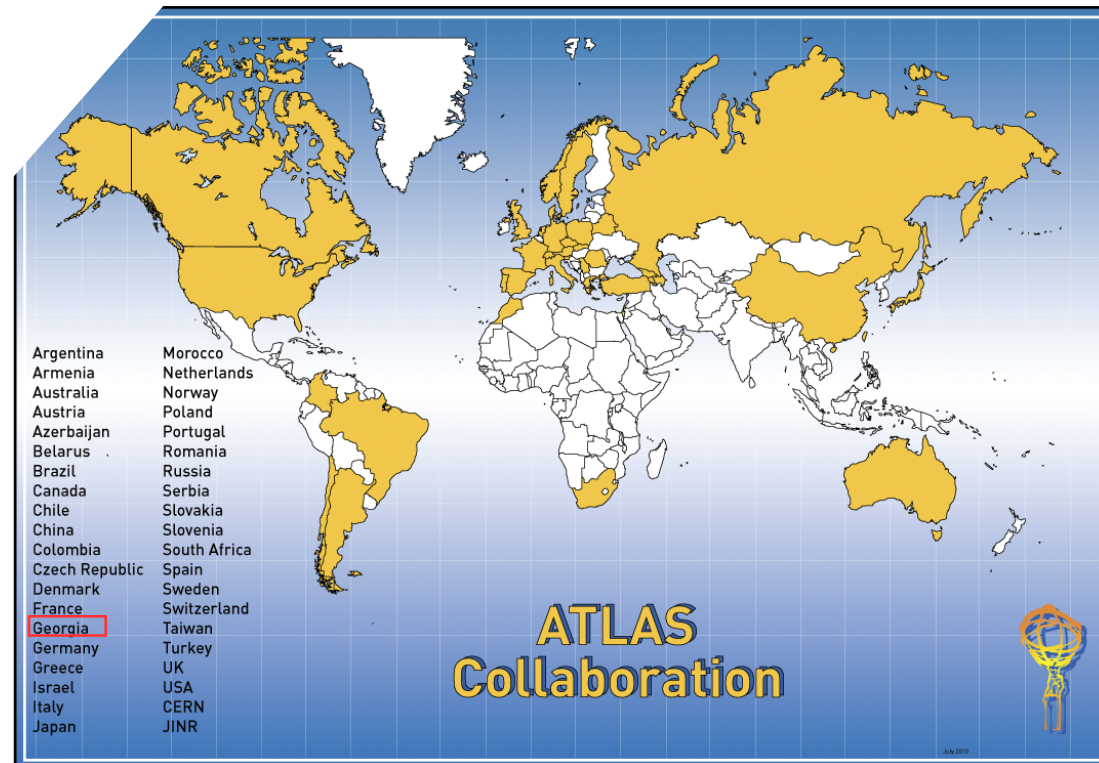 Argentina
Armenia
Australia
Austria
Azerbaijan
Belarus
Brazil
Canada
Chile
China
Colombia
Czech Republic
Denmark
France
Georgia
Germany
Greece
Israel
Italy
Japan
Morocco
Netherlands
Norway
Poland
Portugal
Romania
Russia
Serbia
Slovakia
Slovenia
South Africa
Spain
Sweden
Switzerland
Taiwan
Turkey
UK
USA
CERN
JINR
ATLAS
Collaboration
July 2010